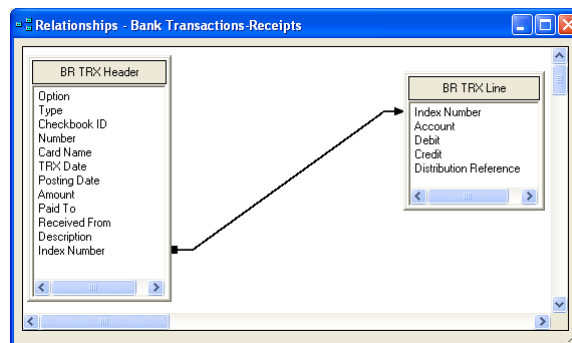 Relationships - Bank Transactions-Receipts
BR TRX Header
Option
Type
Checkbook ID
Number
Card Name
TRX Date
Posting Date
Amount
Paid To
Received From
Description
Index Number
BR TRX Line
Index Number
Account
Debit
Credit
Distribution Reference